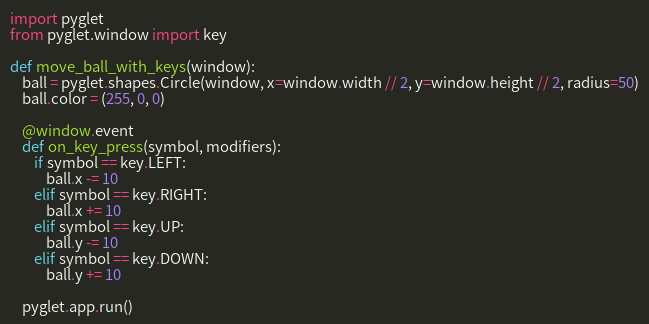 import pyglet
from pyglet.window import key

def move_ball_with_keys(window):
    ball = pyglet.shapes.Circle(window, x=window.width // 2, y=window.height // 2, radius=50)
    ball.color = (255, 0, 0)

    @window.event
    def on_key_press(symbol, modifiers):
        if symbol == key.LEFT:
            ball.x -= 10
        elif symbol == key.RIGHT:
            ball.x += 10
        elif symbol == key.UP:
            ball.y -= 10
        elif symbol == key.DOWN:
            ball.y += 10

    pyglet.app.run()